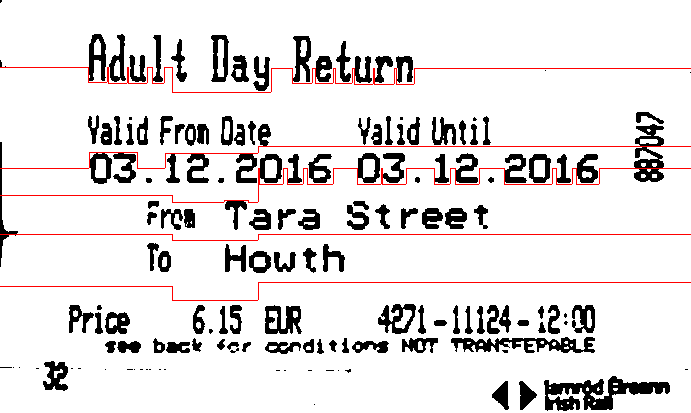 Adult Day Return
Valid From Date Valid Until
03.12.2016 03.12.2016
887047
From Tara Street
To Howth
Price 6.15 EUR 4271-11124-12:00
see back for conditions NOT TRANSFEPABLE
32
Iarnród Éireann
Irish Rail